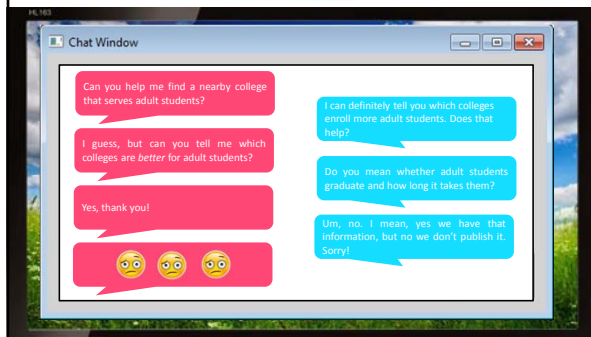 HL163
Chat Window
Can you help me find a nearby college
that serves adult students?
I can definitely tell you which colleges
enroll more adult students. Does that
help?
I guess, but can you tell me which
colleges are better for adult students?
Do you mean whether adult students
graduate and how long it takes them?
Yes, thank you!
Um, no. I mean, yes we have that
information, but no we don't publish it.
Sorry!